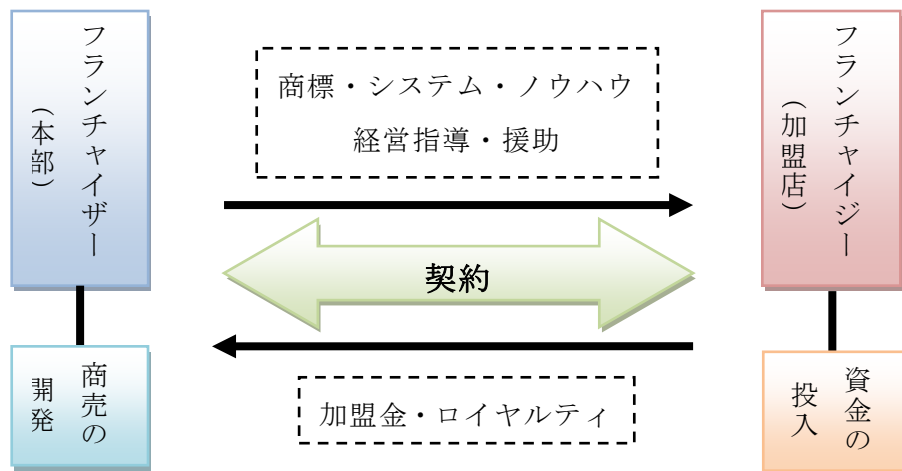 フランチャイザー
（本部）
商標・システム・ノウハウ
経営指導・援助
フランチャイジー
（加盟店）
契約
商売の
開発
加盟金・ロイヤルティ
資金の
投入